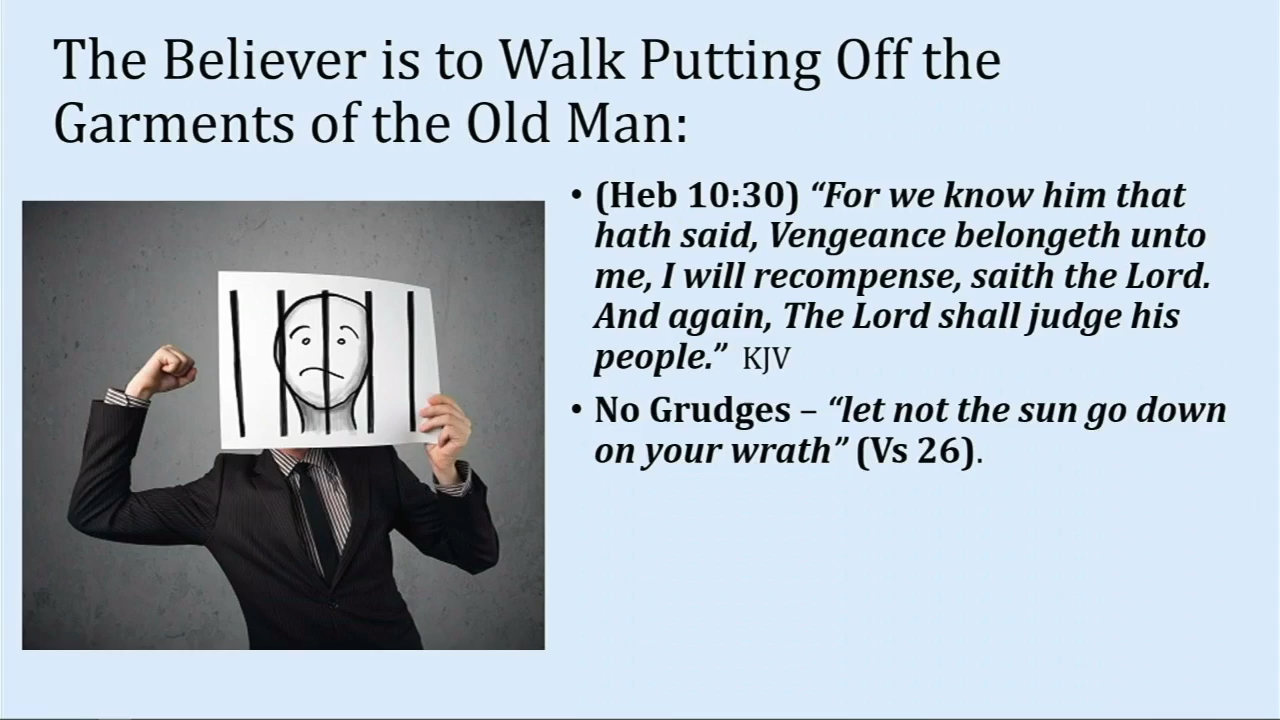 The Believer is to Walk Putting Off the
Garments of the Old Man:
• (Heb 10:30) “For we know him that
hath said, Vengeance belongeth unto
me, I will recompense, saith the Lord.
And again, The Lord shall judge his
people.” KJV
• No Grudges – “let not the sun go down
on your wrath” (Vs 26).